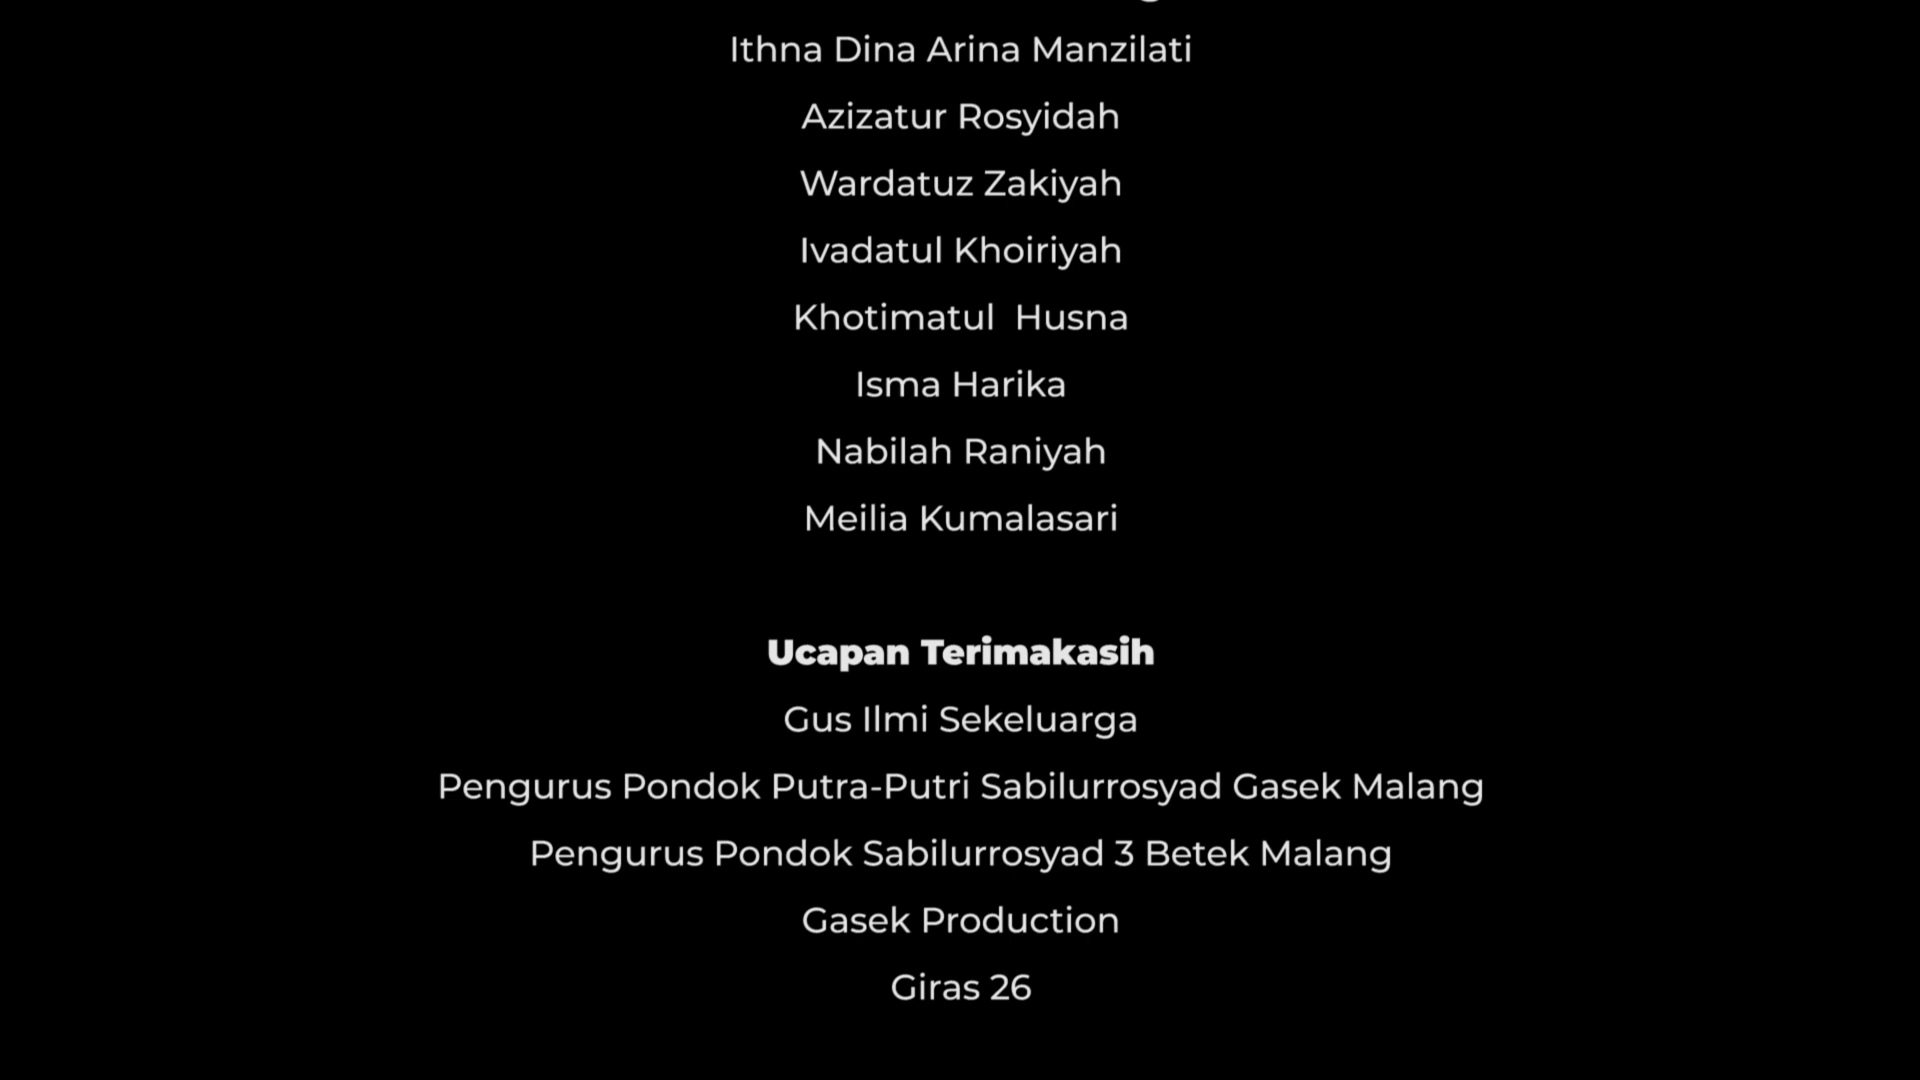 Ithna Dina Arina Manzilati
Azizatur Rosyidah
Wardatuz Zakiyah
Ivadatul Khoiriyah
Khotimatul  Husna
Isma Harika
Nabilah Raniyah
Meilia Kumalasari
Ucapan Terimakasih
Gus Ilmi Sekeluarga
Pengurus Pondok Putra-Putri Sabilurrosyad Gasek Malang
Pengurus Pondok Sabilurrosyad 3 Betek Malang
Gasek Production
Giras 26